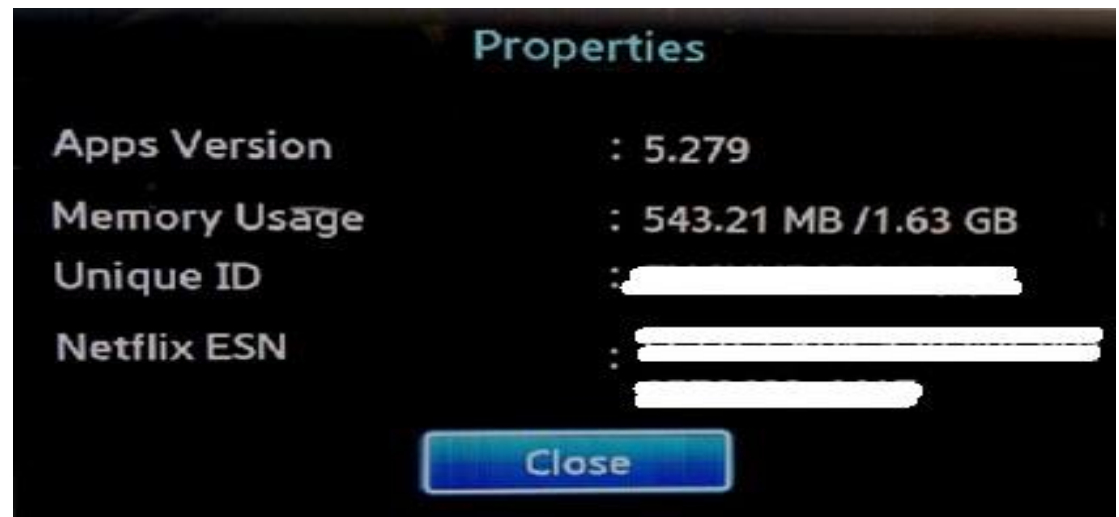 Properties
Apps Version : 5.279
Memory Usage : 543.21 MB /1.63 GB
Unique ID :
Netflix ESN :
Close